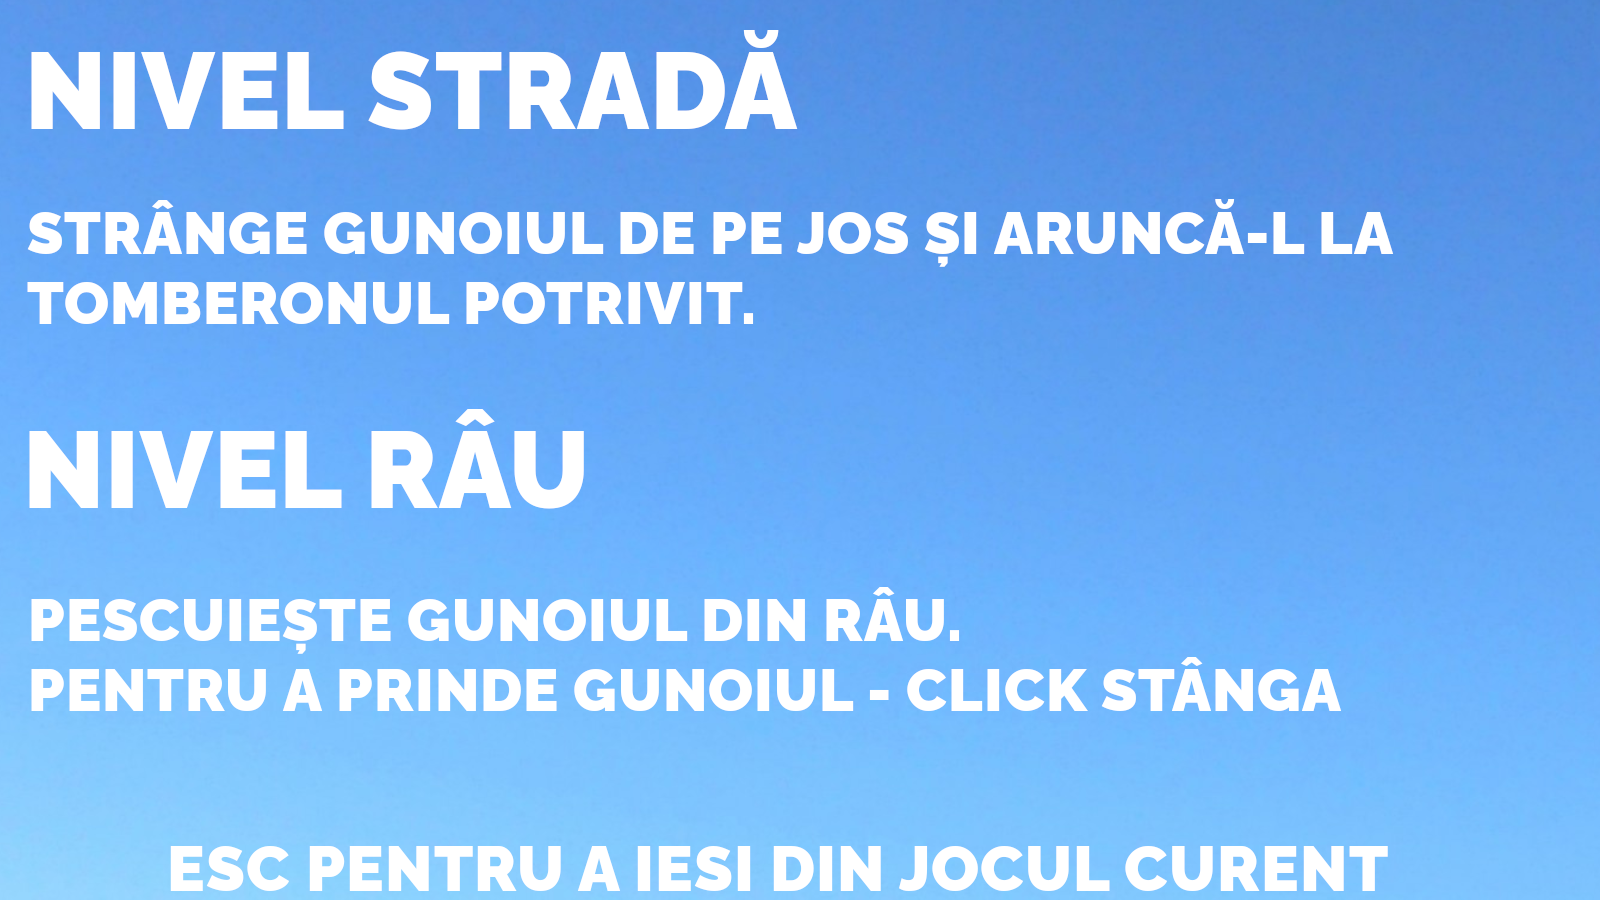 NIVEL STRADĂ
STRÂNGE GUNOIUL DE PE JOS ȘI ARUNCĂ-L LA
TOMBERONUL POTRIVIT.
NIVEL RÂU
PESCUIEȘTE GUNOIUL DIN RÂU.
PENTRU A PRINDE GUNOIUL - CLICK STÂNGA
ESC PENTRU A IESI DIN JOCUL CURENT